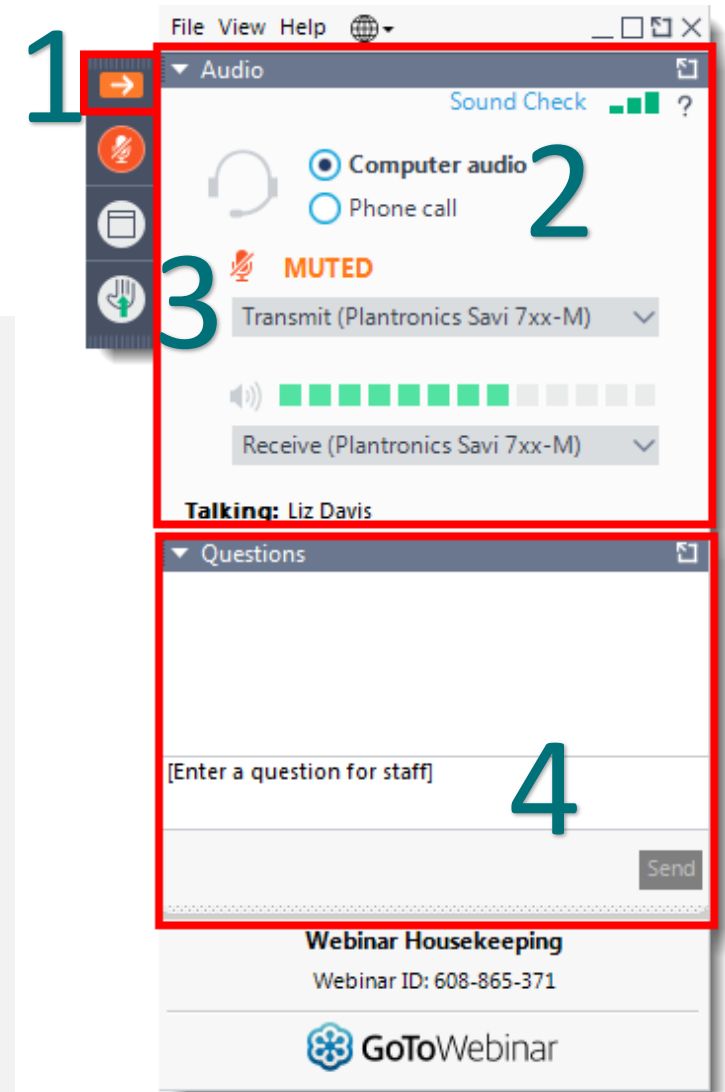 File View Help
1
Audio
Sound Check ?
Computer audio
2
Phone call
3
MUTED
Transmit (Plantronics Savi 7xx-M)
Receive (Plantronics Savi 7xx-M)
Talking: Liz Davis
Questions
[Enter a question for staff]
4
Send
Webinar Housekeeping
Webinar ID: 608-865-371
GoToWebinar